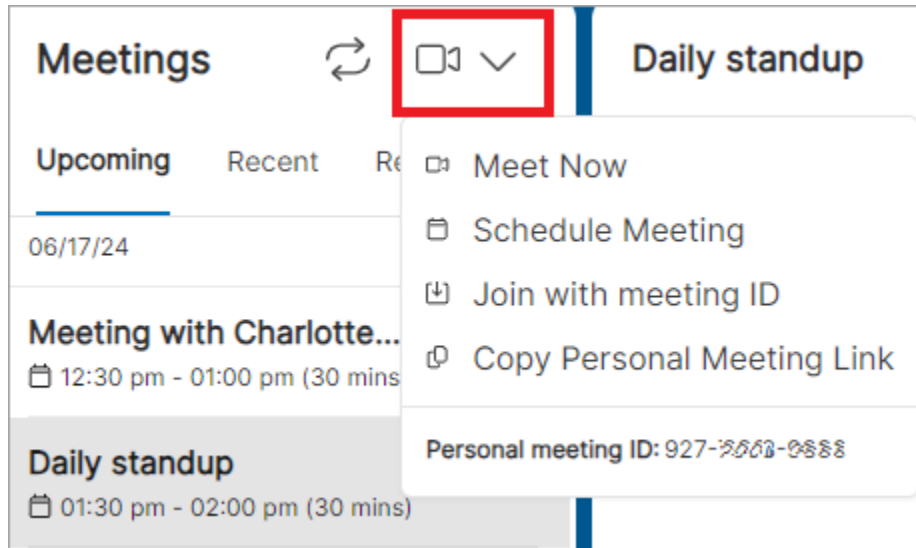 Meetings
Daily standup
Upcoming
Recent
Meet Now
Schedule Meeting
Join with meeting ID
Copy Personal Meeting Link
Personal meeting ID: 927-
06/17/24
Meeting with Charlotte...
12:30 pm - 01:00 pm (30 mins
Daily standup
01:30 pm - 02:00 pm (30 mins)